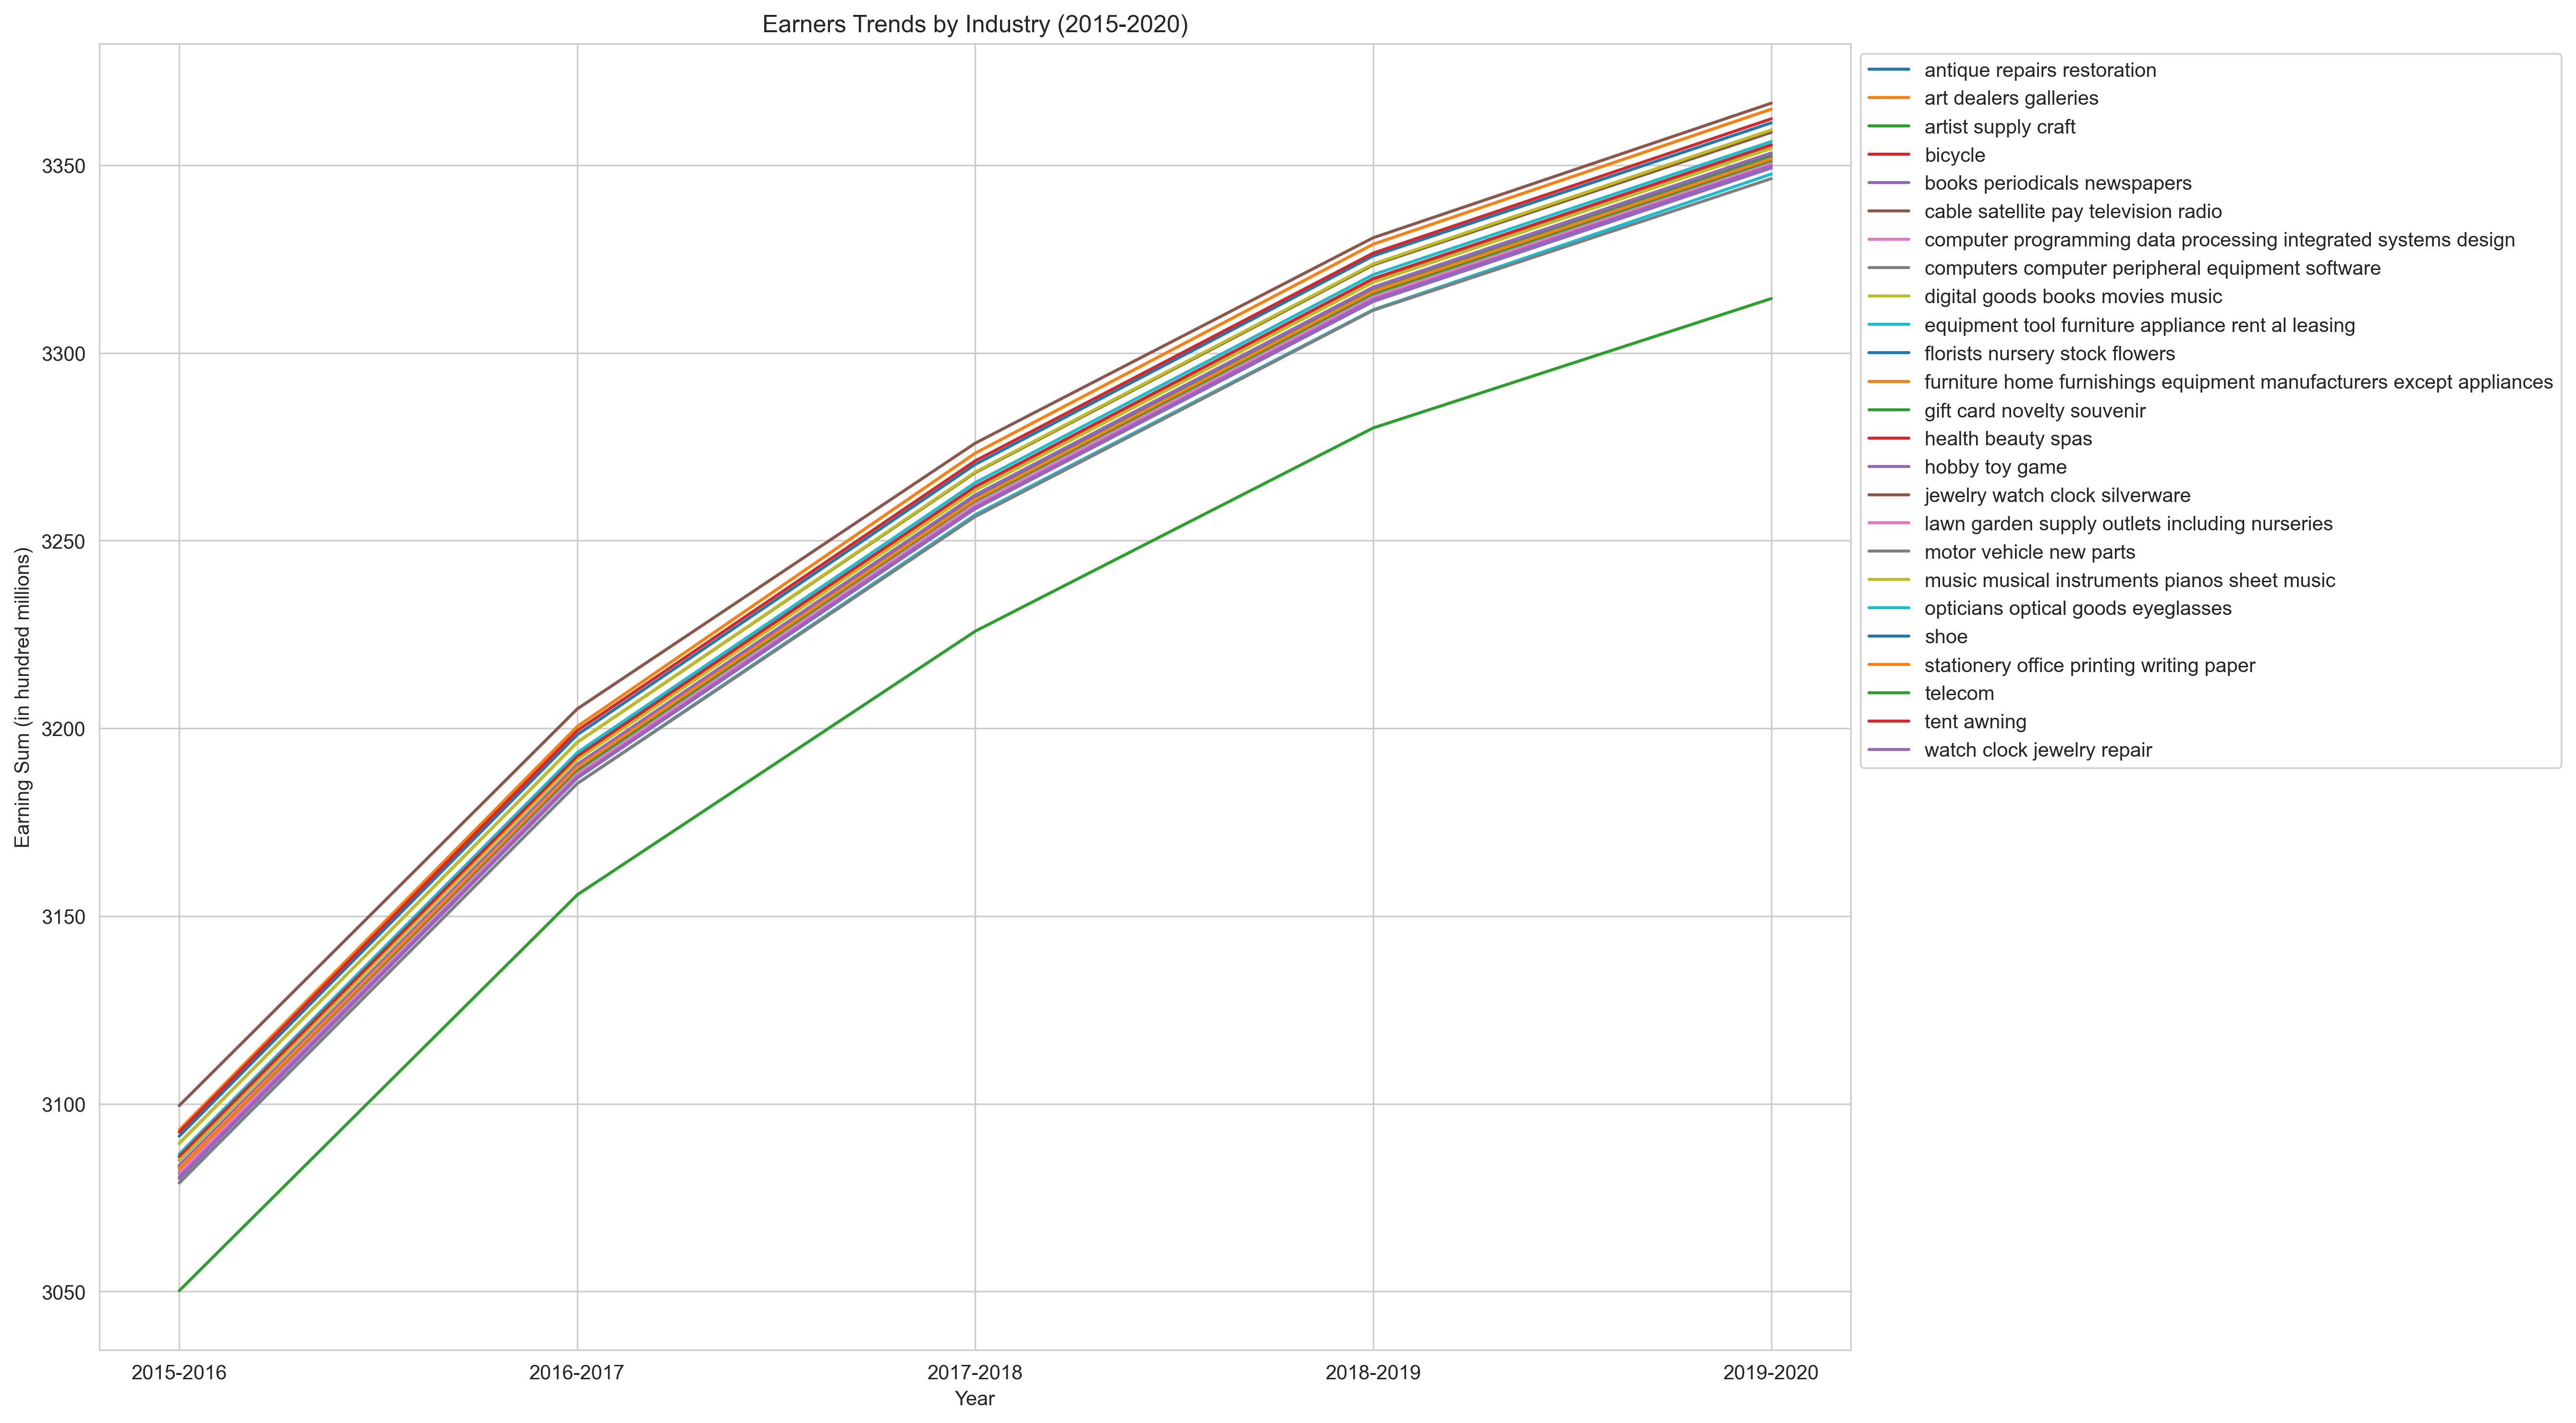 Earners Trends by Industry (2015-2020)
3350
3300
3250
3200
3150
3100
3050
Earning Sum (in hundred millions)
2015-2016
2016-2017
2017-2018
2018-2019
2019-2020
Year
antique repairs restoration
art dealers galleries
artist supply craft
bicycle
books periodicals newspapers
cable satellite pay television radio
computer programming data processing integrated systems design
computers computer peripheral equipment software
digital goods books movies music
equipment tool furniture appliance rent al leasing
florists nursery stock flowers
furniture home furnishings equipment manufacturers except appliances
gift card novelty souvenir
health beauty spas
hobby toy game
jewelry watch clock silverware
lawn garden supply outlets including nurseries
motor vehicle new parts
music musical instruments pianos sheet music
opticians optical goods eyeglasses
shoe
stationery office printing writing paper
telecom
tent awning
watch clock jewelry repair